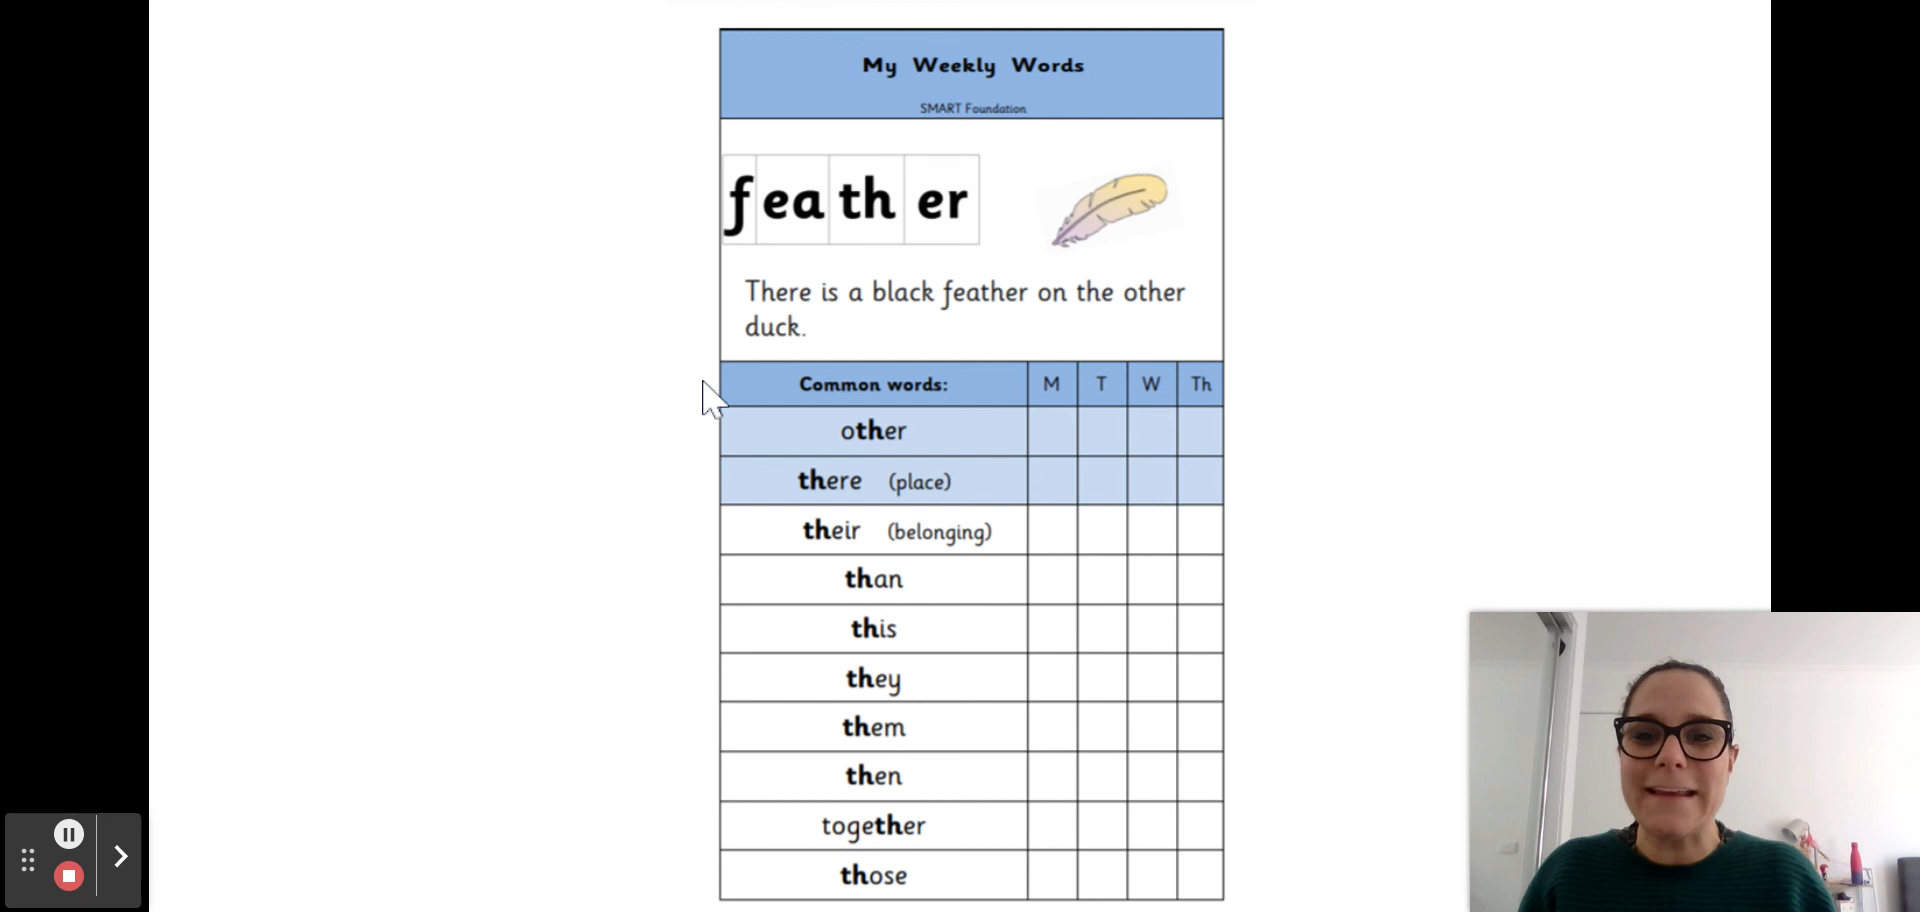 My Weekly Words
SMART Foundation
f ea th er
There is a black feather on the other
duck.
Common words: M T W Th
other
there (place)
their (belonging)
than
this
they
them
then
together
those